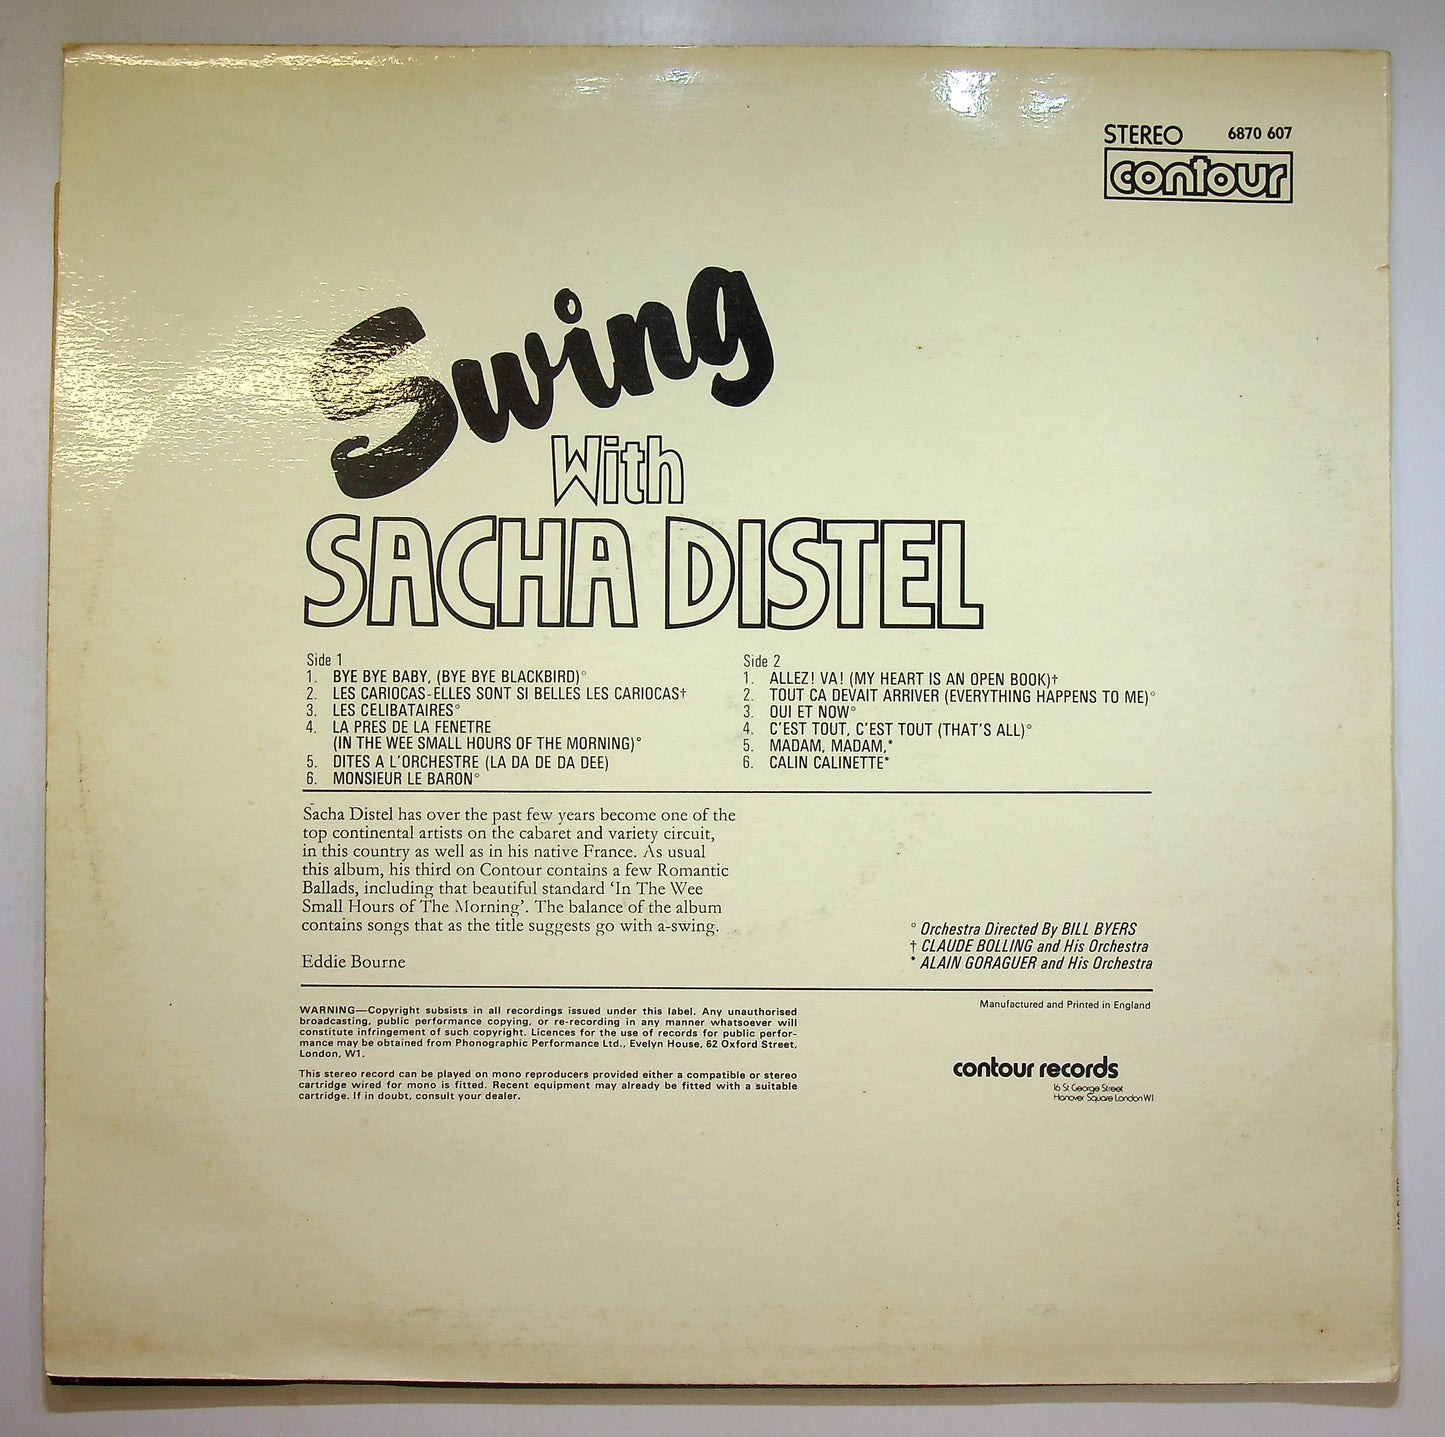 STEREO 6870 607
contour
Swing
With
SACHA DISTEL
Side 1
1. BYE BYE BABY, (BYE BYE BLACKBIRD)°
2. LES CARIOCAS-ELLES SONT SI BELLES LES CARIOCAS†
3. LES CELIBATAIRES°
4. LA PRES DE LA FENETRE
(IN THE WEE SMALL HOURS OF THE MORNING)°
5. DITES A L'ORCHESTRE (LA DA DE DA DEE)
6. MONSIEUR LE BARON°
Side 2
1. ALLEZ! VA! (MY HEART IS AN OPEN BOOK)†
2. TOUT CA DEVAIT ARRIVER (EVERYTHING HAPPENS TO ME)°
3. OUI ET NOW°
4. C'EST TOUT, C'EST TOUT (THAT'S ALL)°
5. MADAM, MADAM,*
6. CALIN CALINETTE*
Sacha Distel has over the past few years become one of the
top continental artists on the cabaret and variety circuit,
in this country as well as in his native France. As usual
this album, his third on Contour contains a few Romantic
Ballads, including that beautiful standard 'In The Wee
Small Hours of The Morning'. The balance of the album
contains songs that as the title suggests go with a-swing.
Eddie Bourne
° Orchestra Directed By BILL BYERS
† CLAUDE BOLLING and His Orchestra
* ALAIN GORAGUER and His Orchestra
WARNING—Copyright subsists in all recordings issued under this label. Any unauthorised
broadcasting, public performance copying, or re-recording in any manner whatsoever will
constitute infringement of such copyright. Licences for the use of records for public perfor-
mance may be obtained from Phonographic Performance Ltd., Evelyn House, 62 Oxford Street,
London, W1.
This stereo record can be played on mono reproducers provided either a compatible or stereo
cartridge wired for mono is fitted. Recent equipment may already be fitted with a suitable
cartridge. If in doubt, consult your dealer.
Manufactured and Printed in England
contour records
16 St George Street
Hanover Square London W1